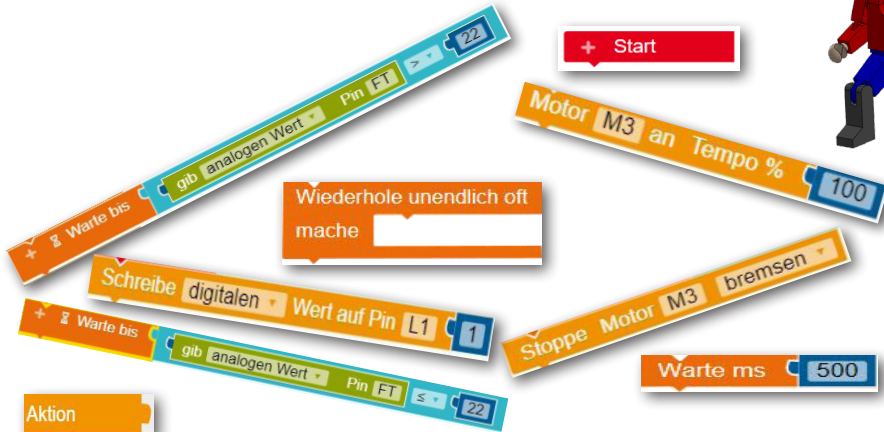 + Start
+ Warte bis gib analogen Wert Pin FT > 22
Motor M3 an Tempo % 100
Wiederhole unendlich oft
mache
Schreibe digitalen Wert auf Pin L1 1
Stoppe Motor M3 bremsen
+ Warte bis gib analogen Wert Pin FT ≤ 22
Warte ms 500
Aktion